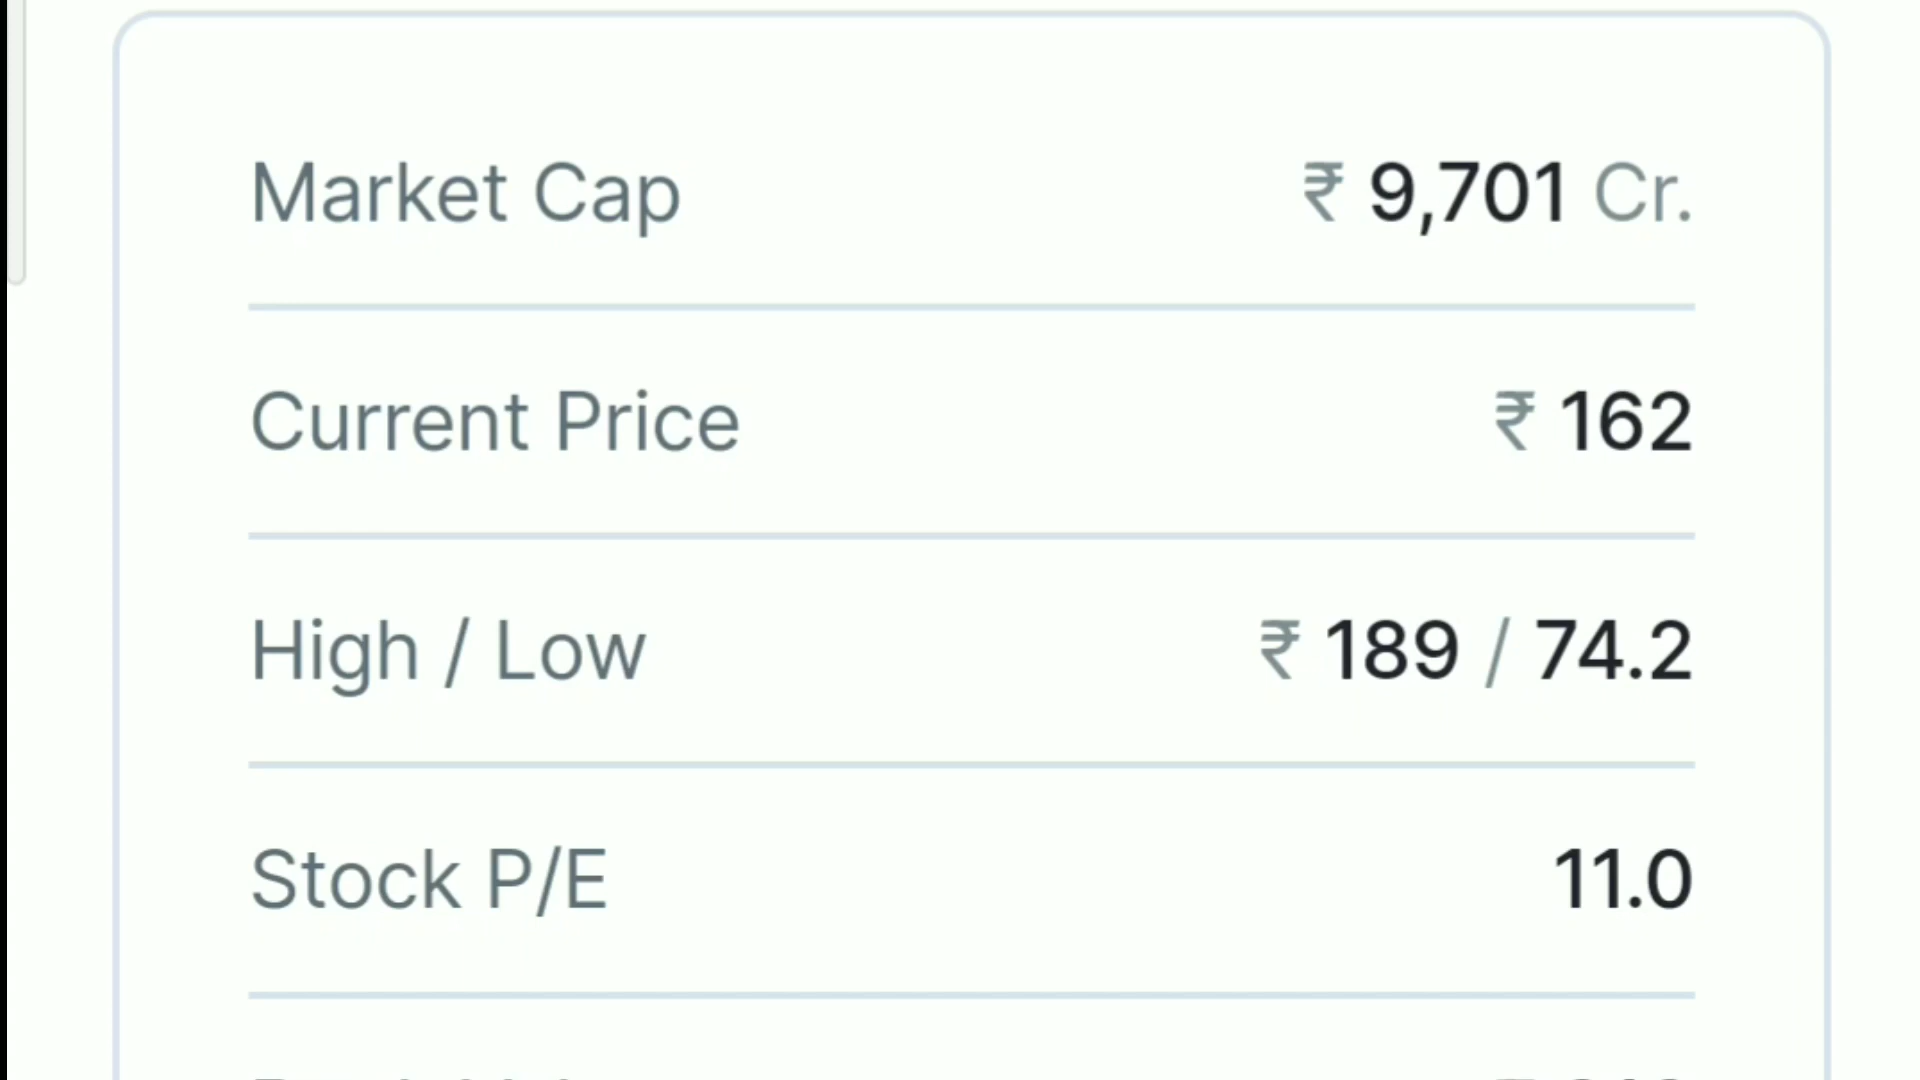 Market Cap ₹ 9,701 Cr.
Current Price ₹ 162
High / Low ₹ 189 / 74.2
Stock P/E 11.0